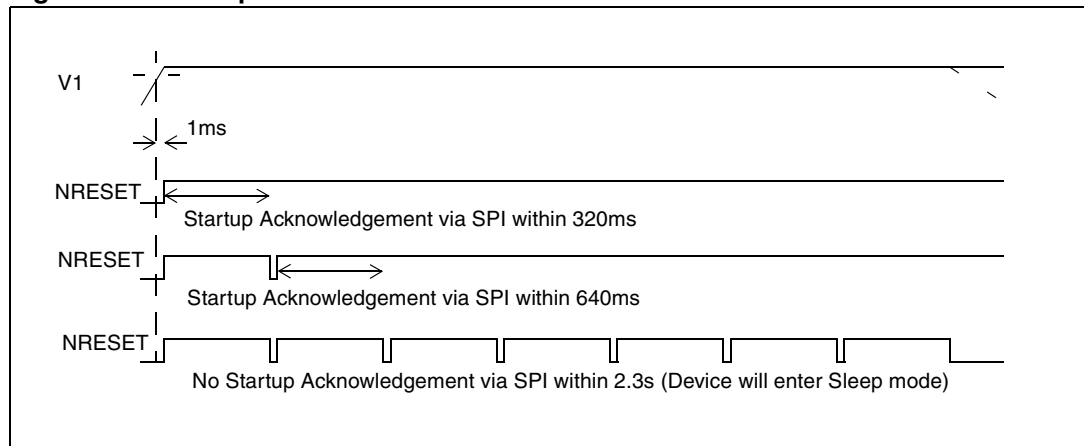 V1
1ms
NRESET
Startup Acknowledgement via SPI within 320ms
NRESET
Startup Acknowledgement via SPI within 640ms
NRESET
No Startup Acknowledgement via SPI within 2.3s (Device will enter Sleep mode)